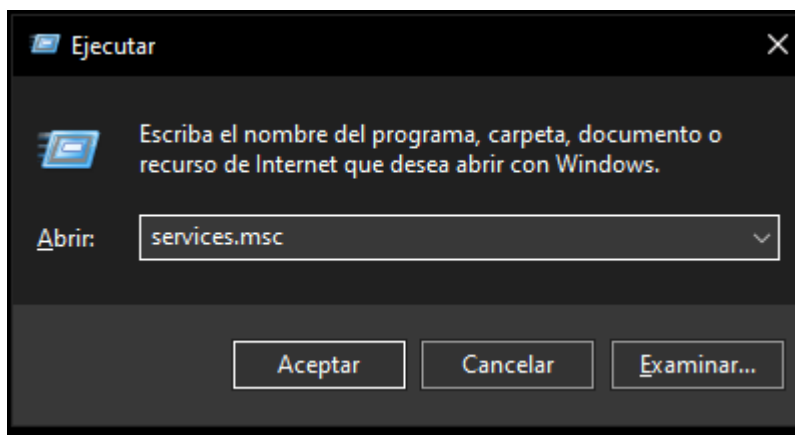 Ejecutar
Escriba el nombre del programa, carpeta, documento o
recurso de Internet que desea abrir con Windows.
Abrir: services.msc
Aceptar Cancelar Examinar...